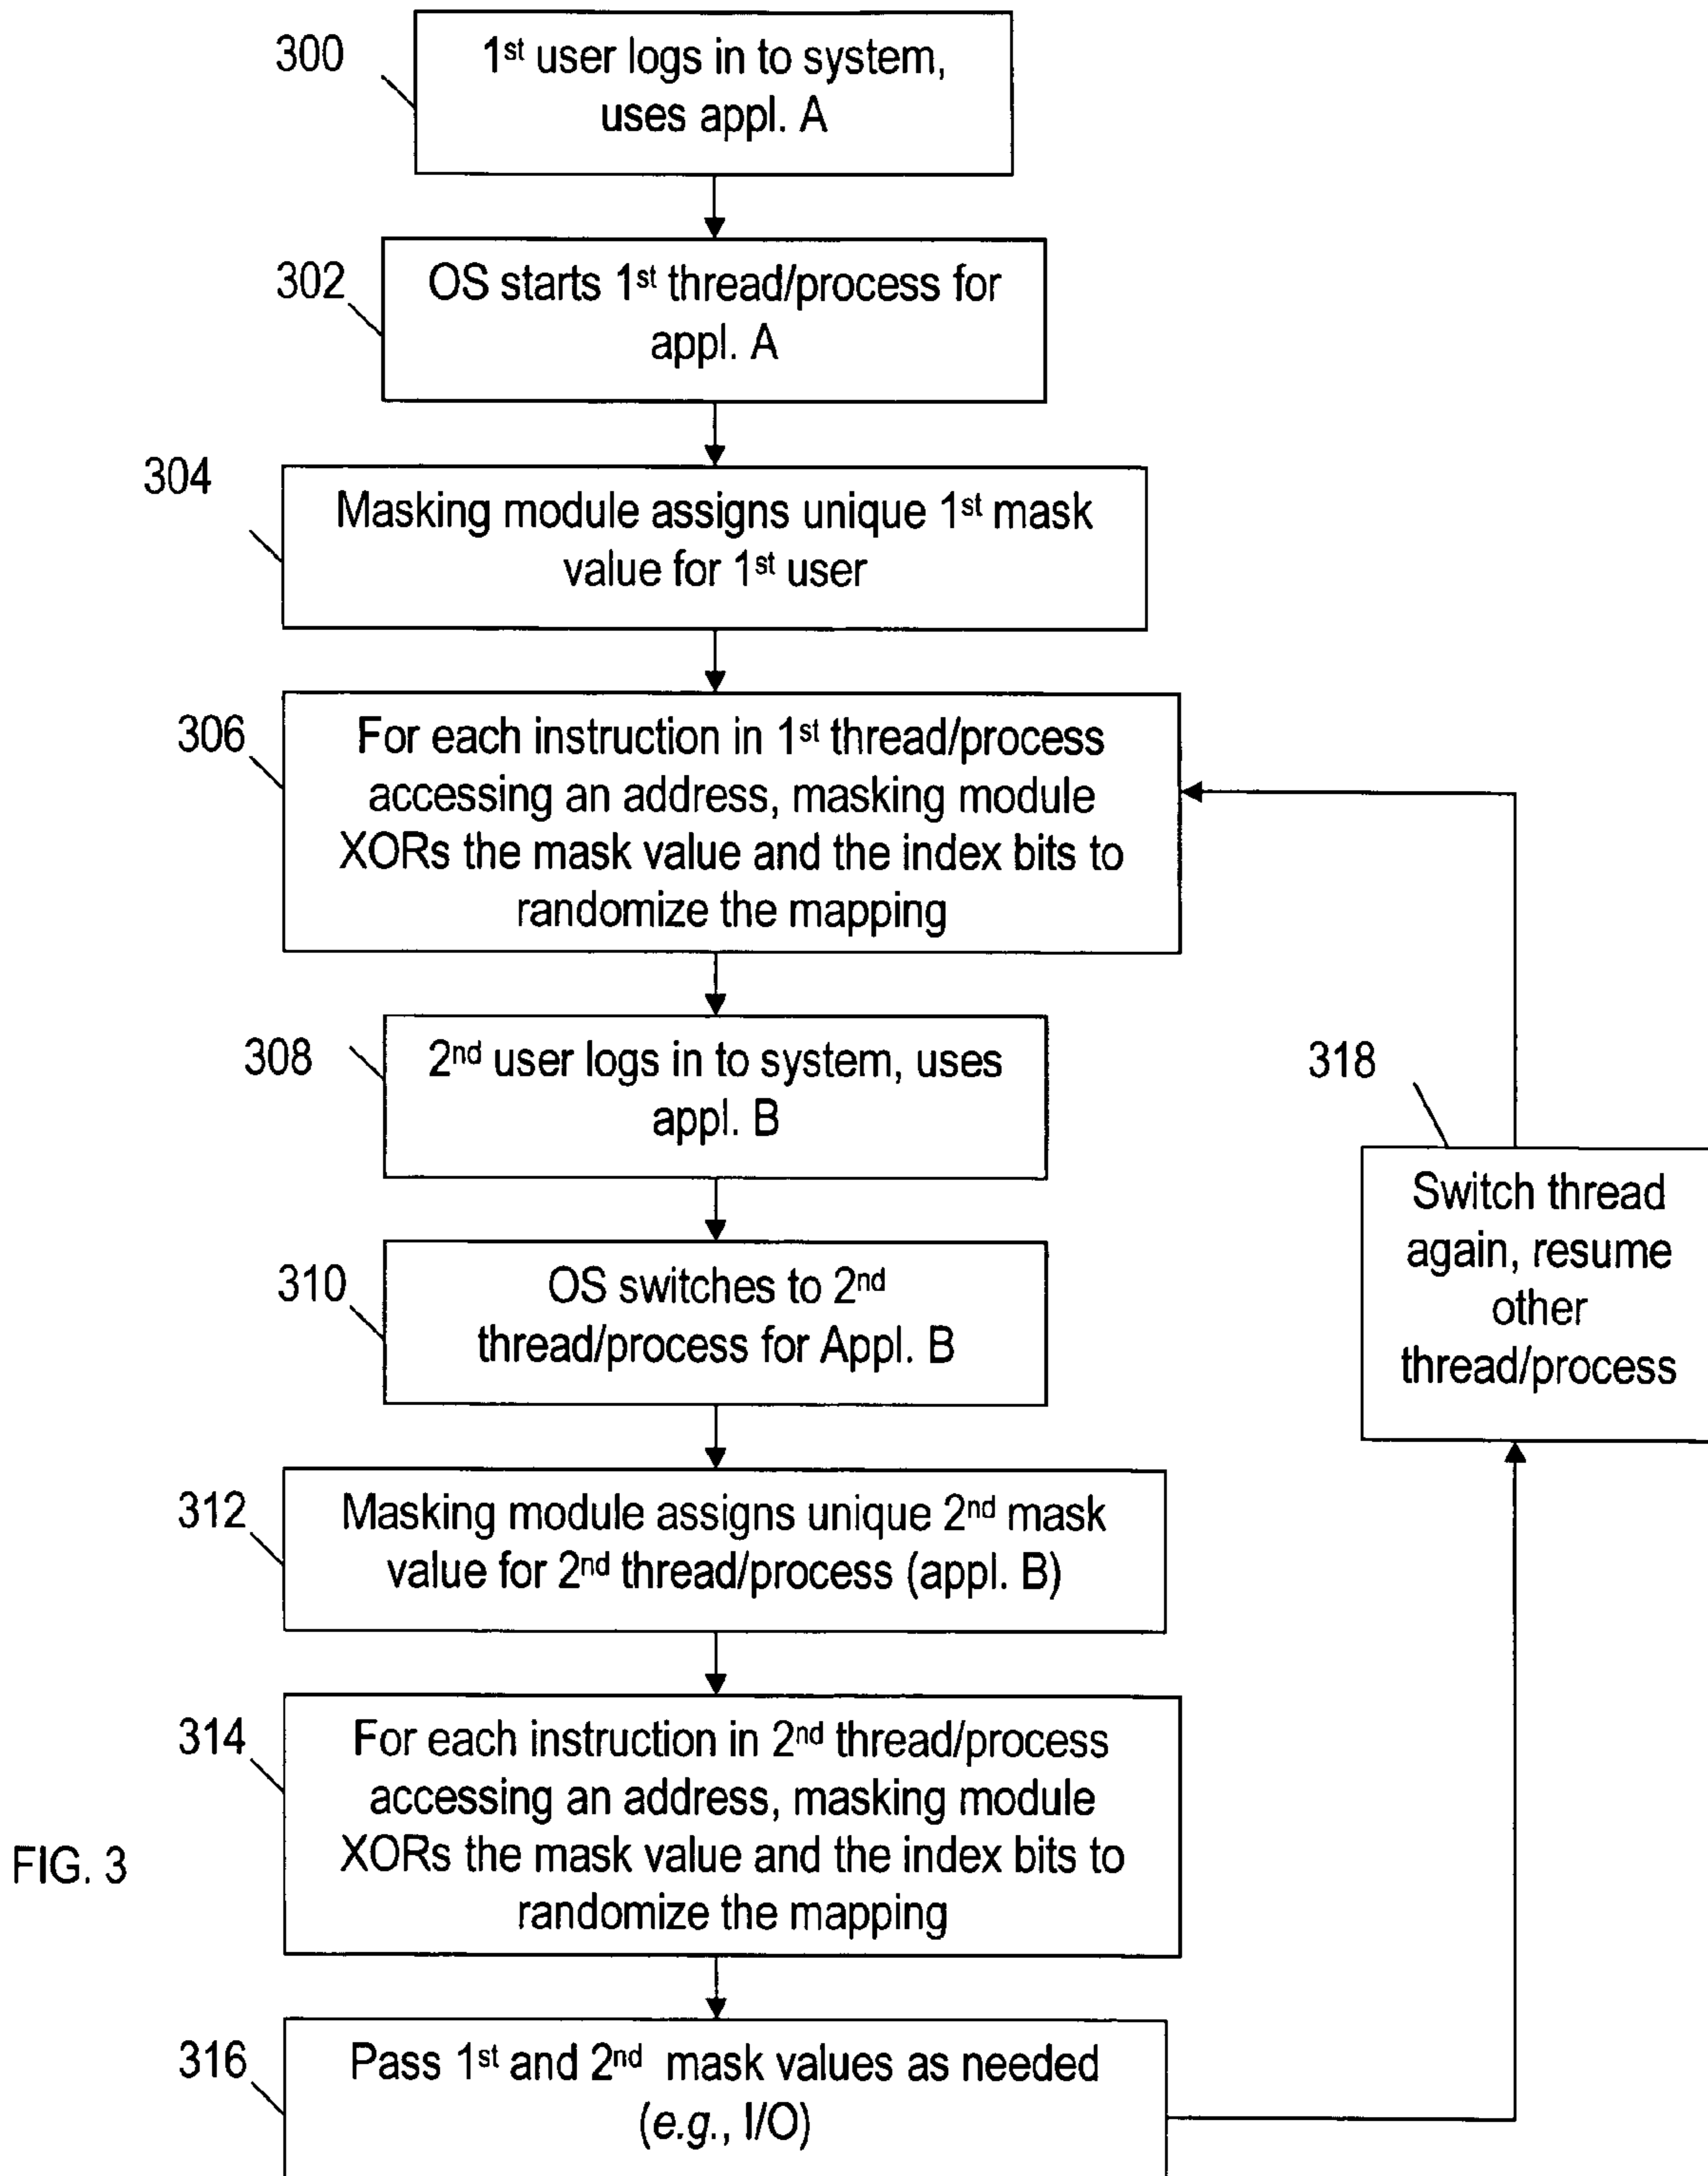 300
1st user logs in to system,
uses appl. A
302
OS starts 1st thread/process for
appl. A
304
Masking module assigns unique 1st mask
value for 1st user
306
For each instruction in 1st thread/process
accessing an address, masking module
XORs the mask value and the index bits to
randomize the mapping
308
2nd user logs in to system, uses
appl. B
310
OS switches to 2nd
thread/process for Appl. B
312
Masking module assigns unique 2nd mask
value for 2nd thread/process (appl. B)
314
For each instruction in 2nd thread/process
accessing an address, masking module
XORs the mask value and the index bits to
randomize the mapping
316
Pass 1st and 2nd mask values as needed
(e.g., I/O)
318
Switch thread
again, resume
other
thread/process
FIG. 3